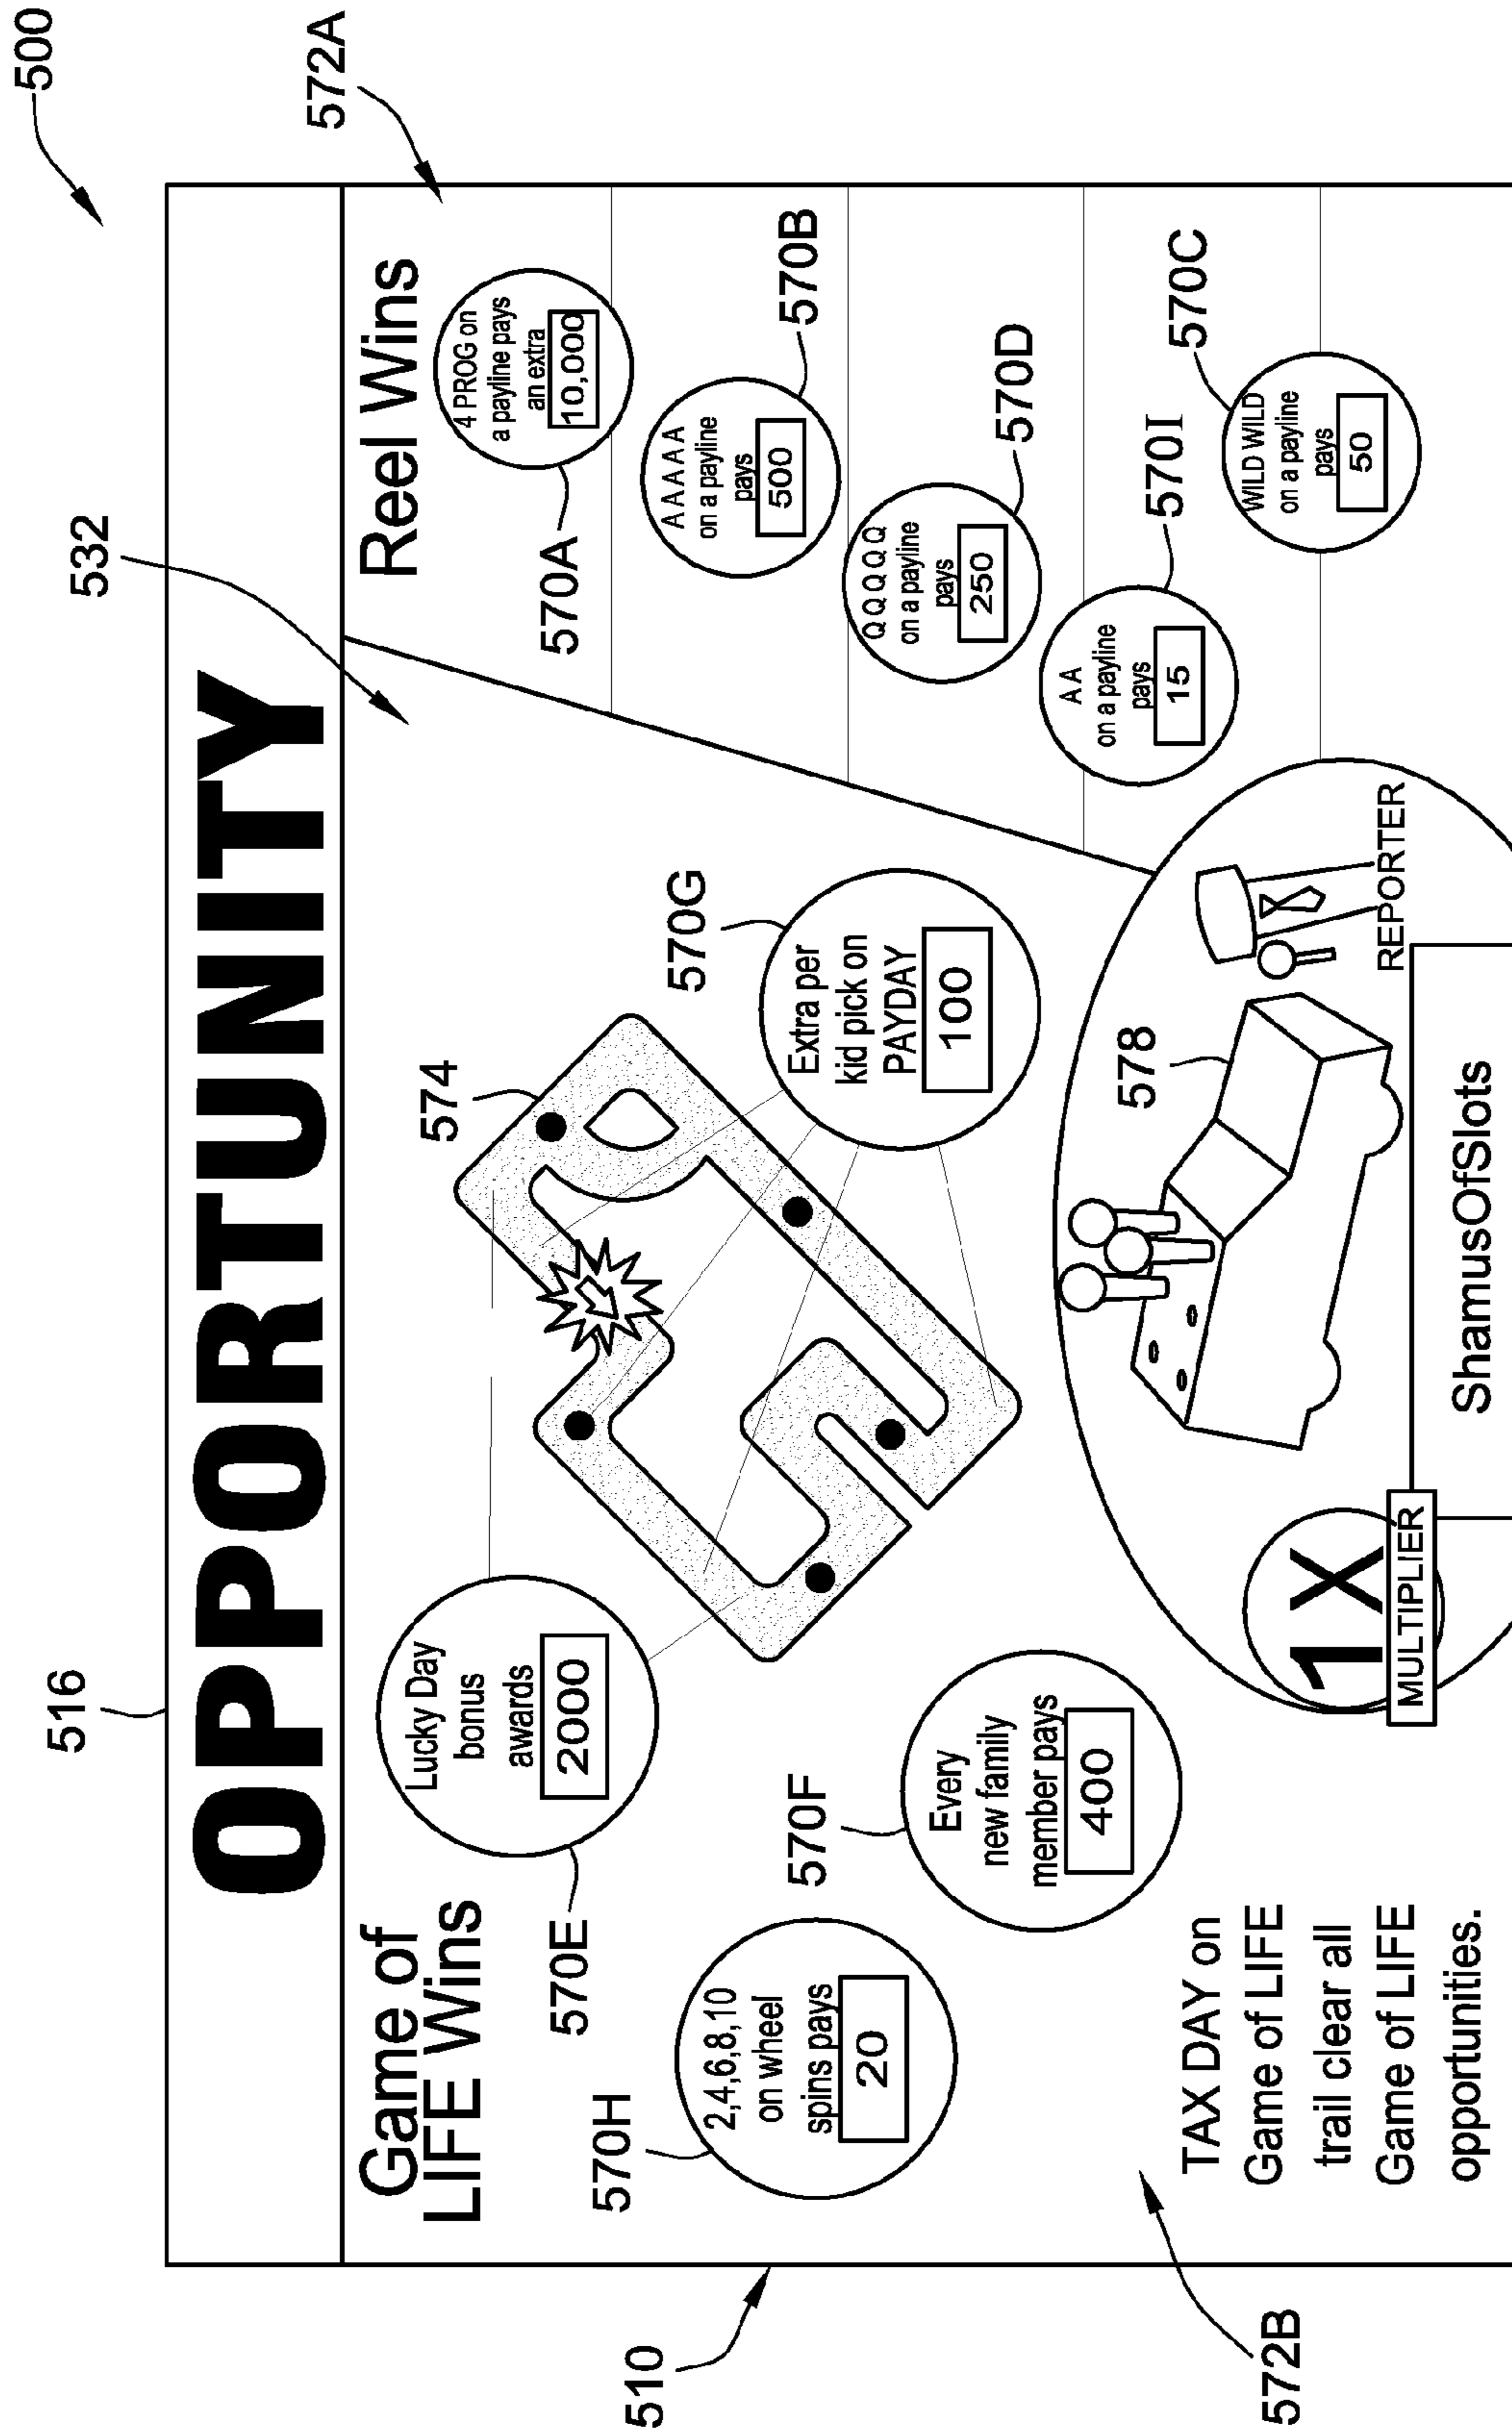 500
516
532
572A
OPPORTUNITY
Game of
LIFE Wins
Reel Wins
570E
Lucky Day
bonus
awards
2000
574
570A
4 PROG on
a payline pays
an extra
10,000
570H
2,4,6,8,10
on wheel
spins pays
20
570G
Extra per
kid pick on
PAYDAY
100
A A A A A
on a payline
pays
500
570B
570F
Every
new family
member pays
400
Q Q Q Q Q
on a payline
pays
250
570D
A A
on a payline
pays
15
570I
WILD WILD
on a payline
pays
50
570C
510
572B
TAX DAY on
Game of LIFE
trail clear all
Game of LIFE
opportunities.
578
1X
MULTIPLIER
REPORTER
ShamusOfSlots